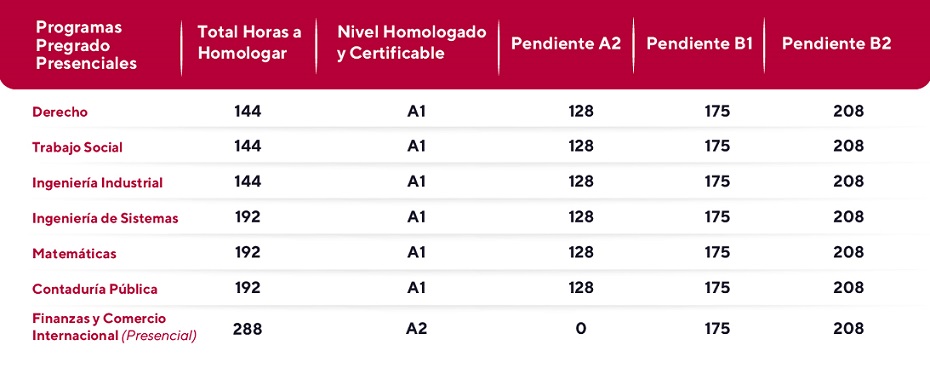 Programas Pregrado Presenciales Total Horas a Homologar Nivel Homologado y Certificable Pendiente A2 Pendiente B1 Pendiente B2
Derecho 144 A1 128 175 208
Trabajo Social 144 A1 128 175 208
Ingeniería Industrial 144 A1 128 175 208
Ingeniería de Sistemas 192 A1 128 175 208
Matemáticas 192 A1 128 175 208
Contaduría Pública 192 A1 128 175 208
Finanzas y Comercio Internacional (Presencial) 288 A2 0 175 208